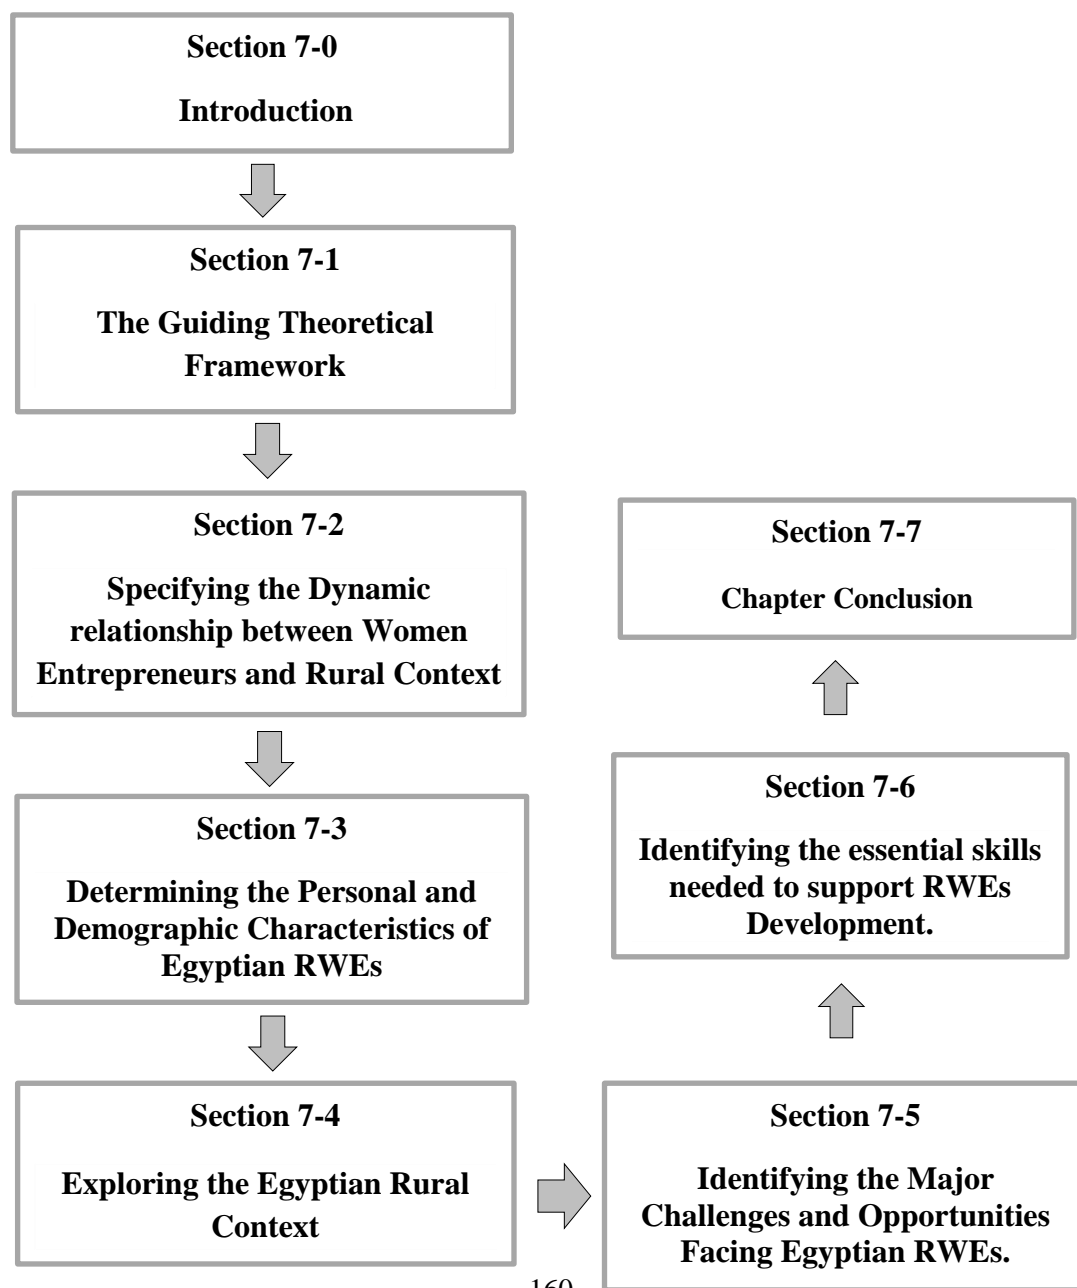 Section 7-0
Introduction
Section 7-1
The Guiding Theoretical
Framework
Section 7-2
Specifying the Dynamic
relationship between Women
Entrepreneurs and Rural Context
Section 7-3
Determining the Personal and
Demographic Characteristics of
Egyptian RWEs
Section 7-4
Exploring the Egyptian Rural
Context
Section 7-5
Identifying the Major
Challenges and Opportunities
Facing Egyptian RWEs.
Section 7-6
Identifying the essential skills
needed to support RWEs
Development.
Section 7-7
Chapter Conclusion
160